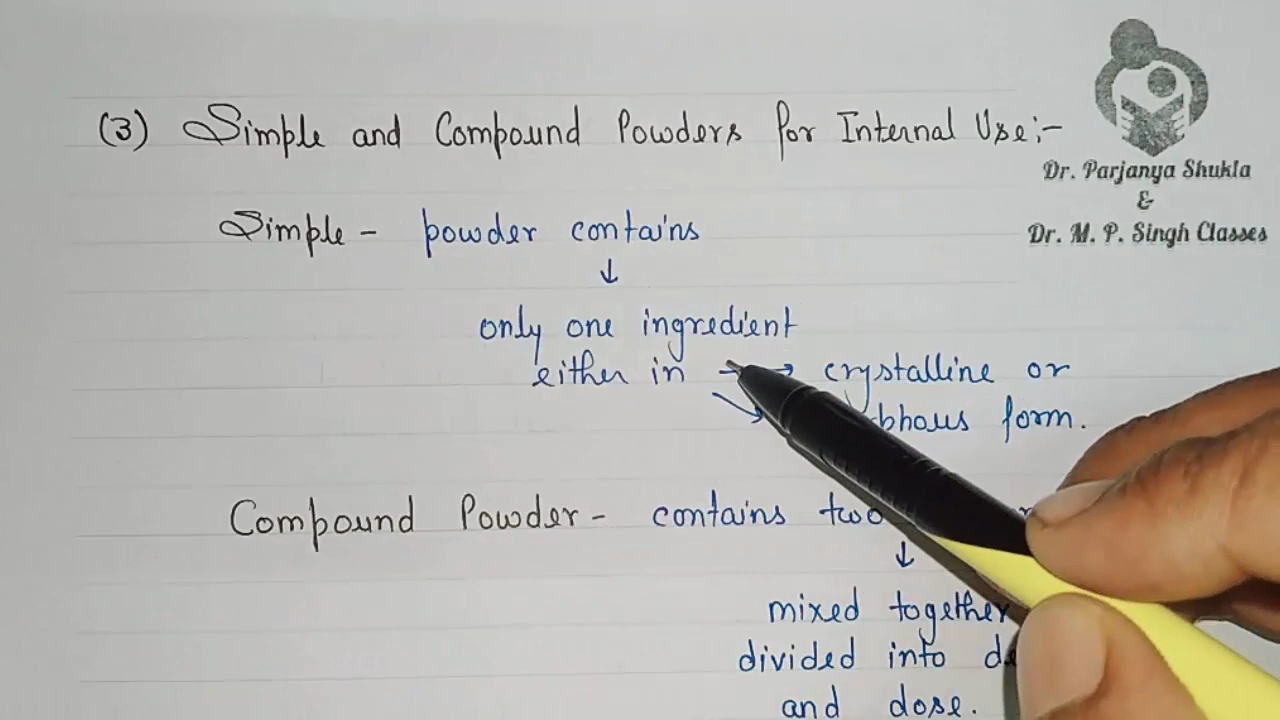 (3) Simple and Compound Powders for Internal Use:-
Dr. Parjanya Shukla
&
Dr. M. P. Singh Classes
Simple - powder contains
↓
only one ingredient
either in → crystalline or
form.
Compound Powder - contains two
↓
mixed together
divided into
and dose.